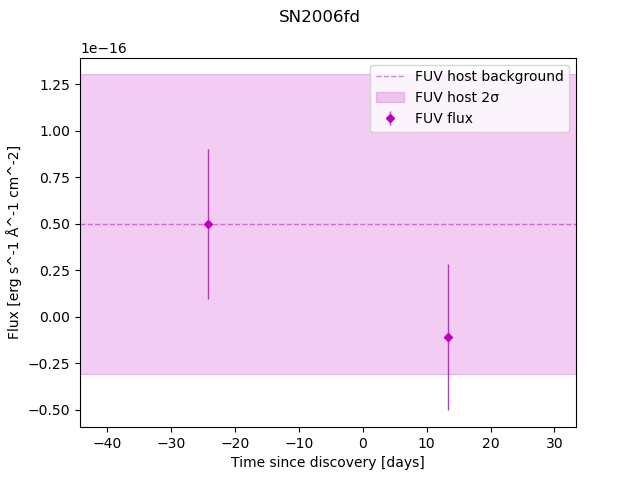 SN2006fd
1e−16
FUV host background
FUV host 2σ
FUV flux
1.25
1.00
0.75
0.50
0.25
0.00
−0.25
−0.50
Flux [erg s^-1 Å^-1 cm^-2]
−40 −30 −20 −10 0 10 20 30
Time since discovery [days]